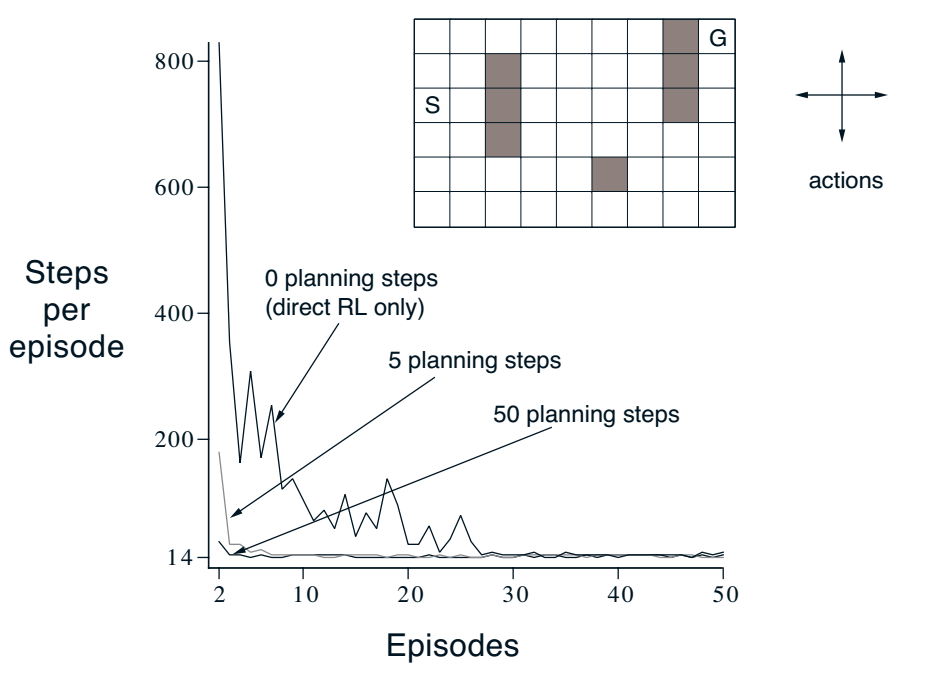 G
S
actions
800
600
400
200
14
Steps
per
episode
0 planning steps
(direct RL only)
5 planning steps
50 planning steps
2 10 20 30 40 50
Episodes